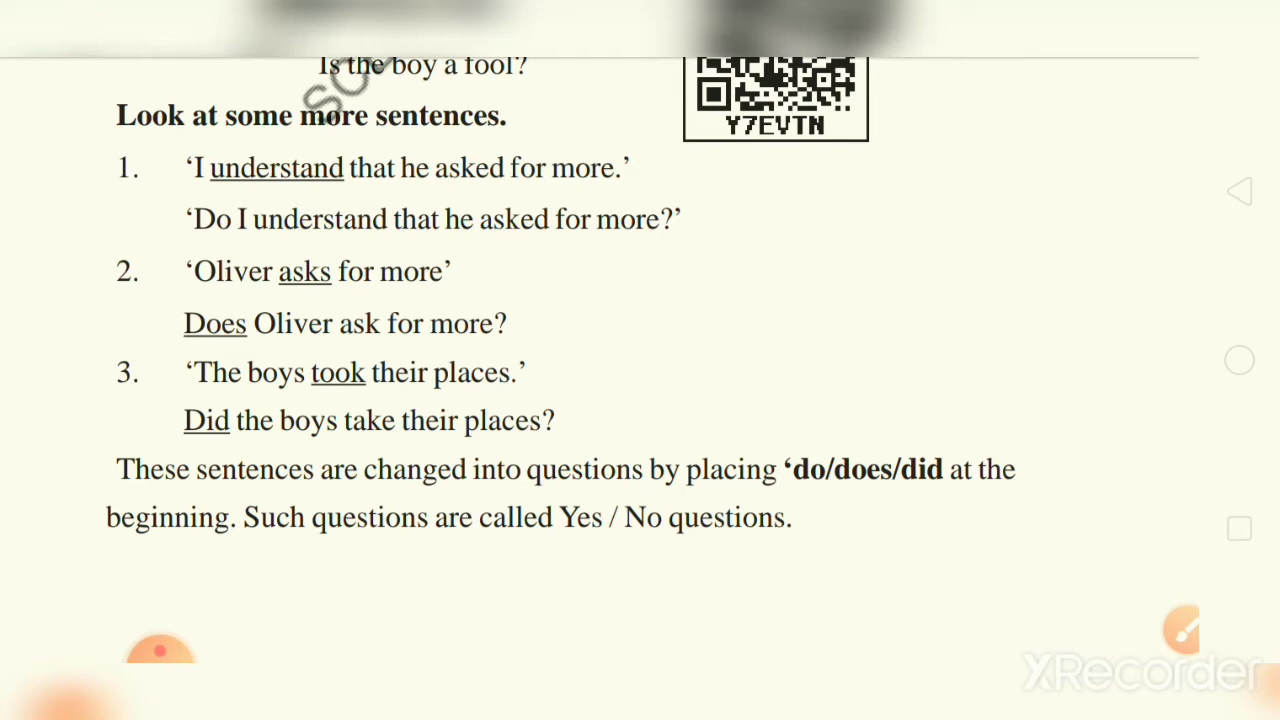 Is the boy a fool?
Look at some more sentences.
Y7EVTN
1. ‘I understand that he asked for more.’
‘Do I understand that he asked for more?’
2. ‘Oliver asks for more’
Does Oliver ask for more?
3. ‘The boys took their places.’
Did the boys take their places?
These sentences are changed into questions by placing ‘do/does/did at the
beginning. Such questions are called Yes / No questions.
XRecorder